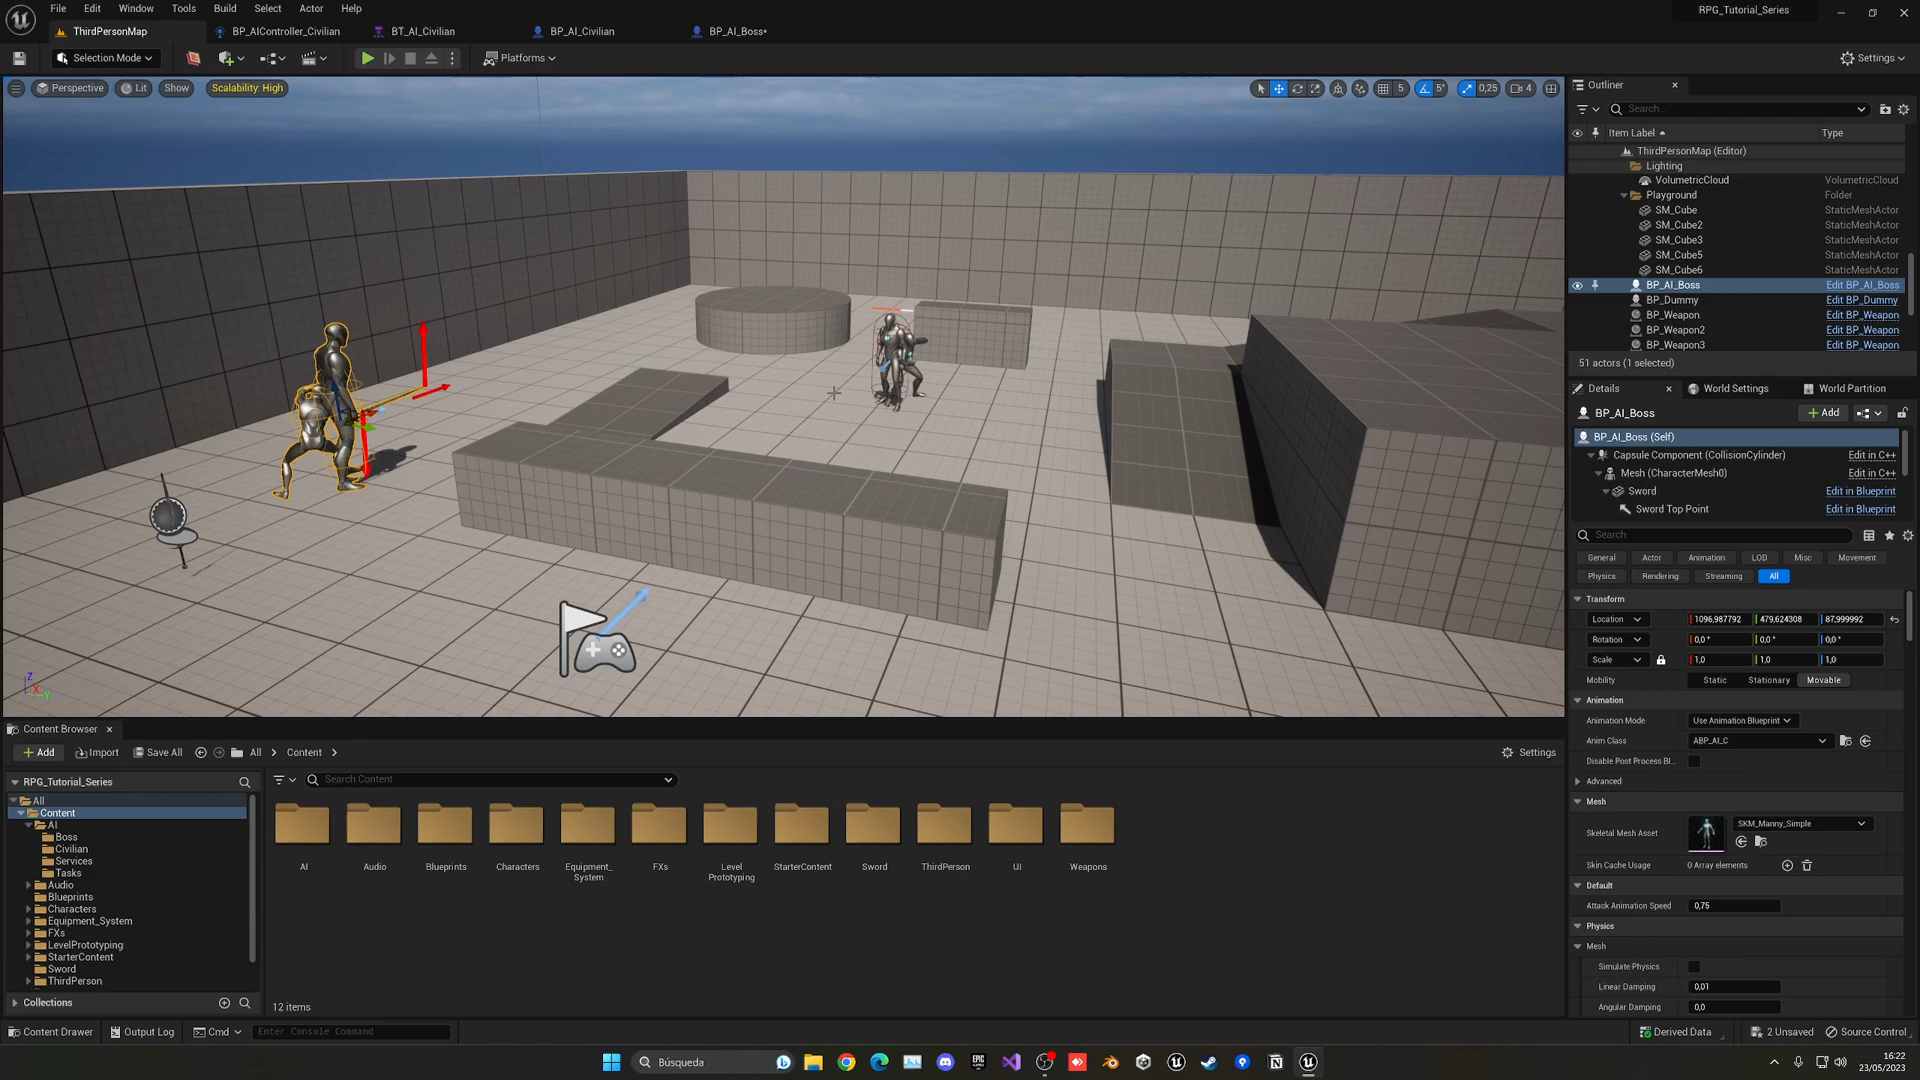 File Edit Window Tools Build Select Actor Help
RPG_Tutorial_Series
ThirdPersonMap
BP_AIController_Civilian
BT_AI_Civilian
BP_AI_Civilian
BP_AI_Boss*
Selection Mode
Platforms
Settings
Perspective
Lit
Show
Scalability: High
5
5°
0,25
4
Outliner
Search...
Item Label
Type
ThirdPersonMap (Editor)
Lighting
VolumetricCloud VolumetricCloud
Playground Folder
SM_Cube StaticMeshActor
SM_Cube2 StaticMeshActor
SM_Cube3 StaticMeshActor
SM_Cube5 StaticMeshActor
SM_Cube6 StaticMeshActor
BP_AI_Boss Edit BP_AI_Boss
BP_Dummy Edit BP_Dummy
BP_Weapon Edit BP_Weapon
BP_Weapon2 Edit BP_Weapon
BP_Weapon3 Edit BP_Weapon
51 actors (1 selected)
Details
World Settings
World Partition
BP_AI_Boss
Add
BP_AI_Boss (Self)
Capsule Component (CollisionCylinder) Edit in C++
Mesh (CharacterMesh0) Edit in C++
Sword Edit in Blueprint
Sword Top Point Edit in Blueprint
Search
General Actor Animation LOD Misc Movement
Physics Rendering Streaming All
Transform
Location 1096,987792 479,624308 87,999992
Rotation 0,0° 0,0° 0,0°
Scale 1,0 1,0 1,0
Mobility Static Stationary Movable
Animation
Animation Mode Use Animation Blueprint
Anim Class ABP_AI_C
Disable Post Process Bl...
Advanced
Mesh
Skeletal Mesh Asset SKM_Manny_Simple
Skin Cache Usage 0 Array elements
Default
Attack Animation Speed 0,75
Physics
Mesh
Simulate Physics
Linear Damping 0,01
Angular Damping 0,0
Z
X
Y
Content Browser
Add
Import
Save All
All
Content
Settings
RPG_Tutorial_Series
Search Content
All
Content
AI
Boss
Civilian
Services
Tasks
Audio
Blueprints
Characters
Equipment_System
FXs
LevelPrototyping
StarterContent
Sword
ThirdPerson
Collections
AI
Audio
Blueprints
Characters
Equipment_
System
FXs
Level
Prototyping
StarterContent
Sword
ThirdPerson
UI
Weapons
12 items
Content Drawer
Output Log
Cmd
Enter Console Command
Derived Data
2 Unsaved
Source Control
Búsqueda
EPIC
GAMES
16:22
23/05/2023